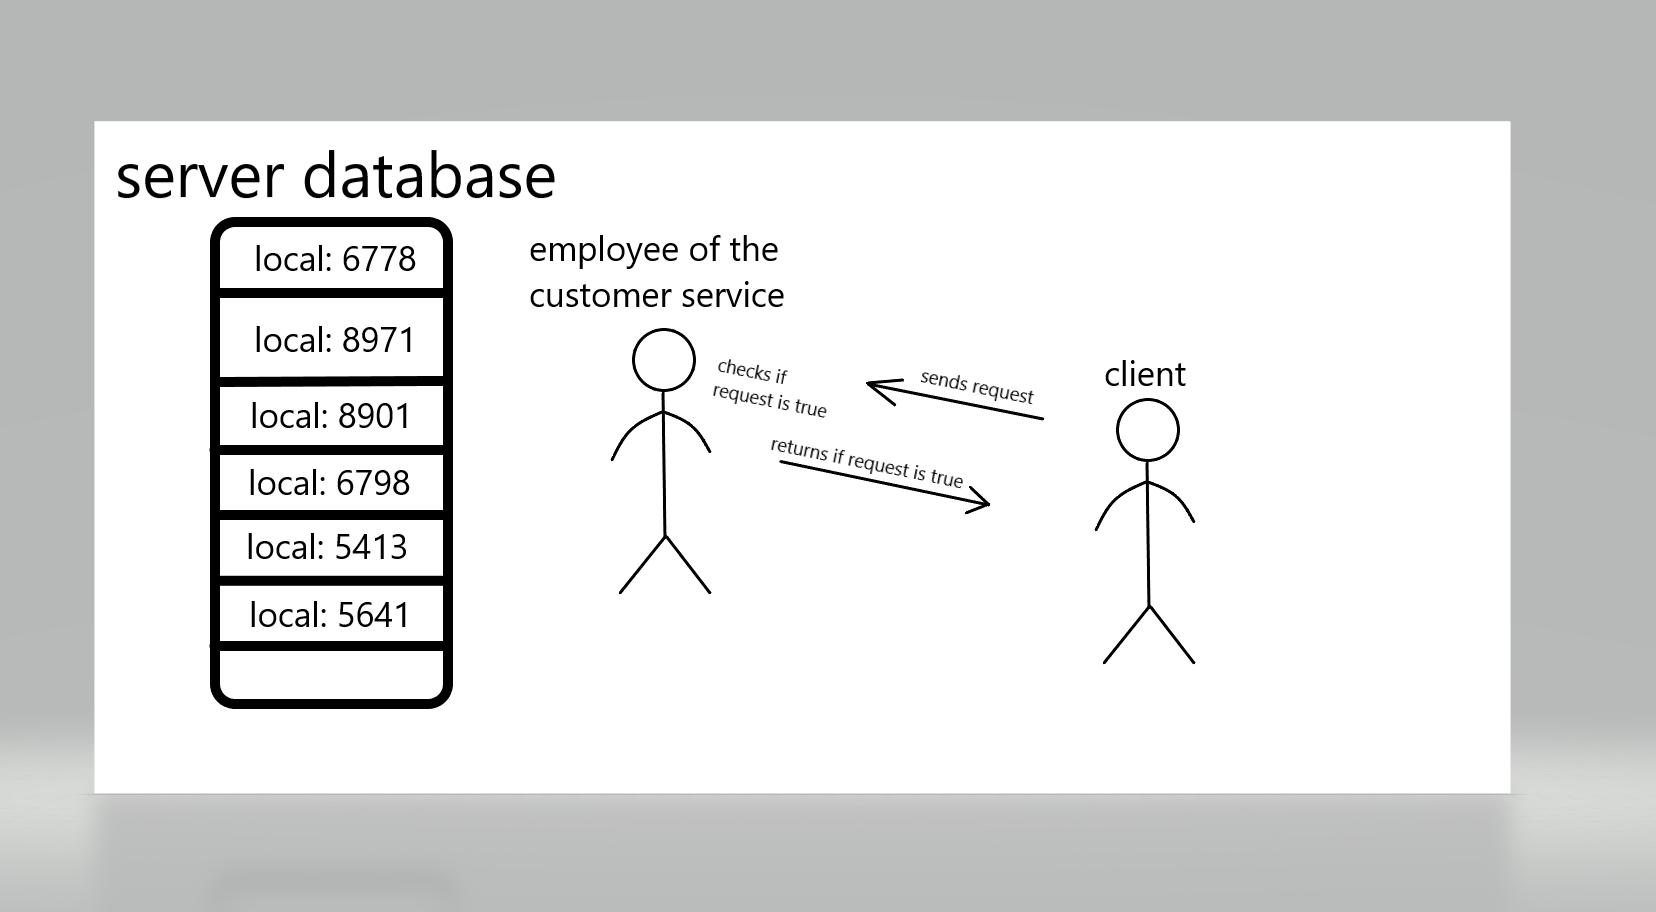 server database
local: 6778
local: 8971
local: 8901
local: 6798
local: 5413
local: 5641
employee of the
customer service
checks if
request is true
sends request
returns if request is true
client